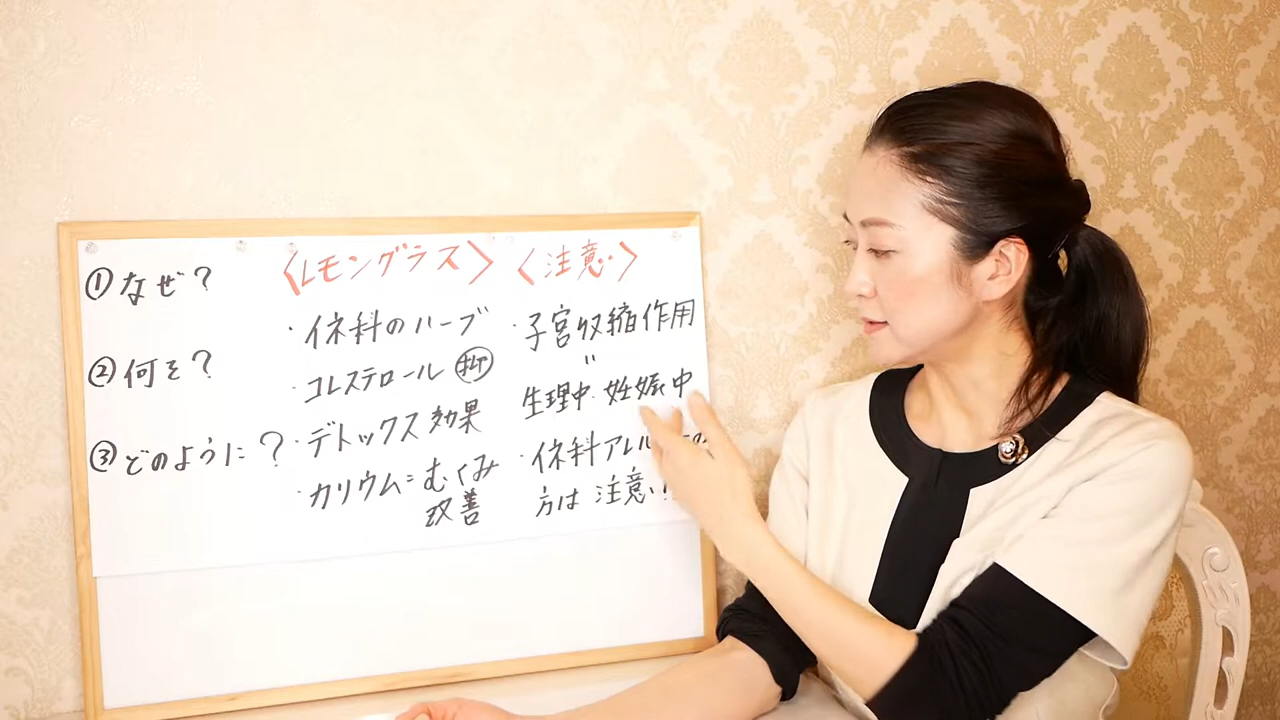 ①なぜ?
②何を?
③どのように?
〈レモングラス〉
・イネ科のハーブ
・コレステロール 抑
・デトックス効果
・カリウム=むくみ
改善
〈注意〉
・子宮収縮作用
〃
生理中・妊娠中
・イネ科アレル
方は注意!